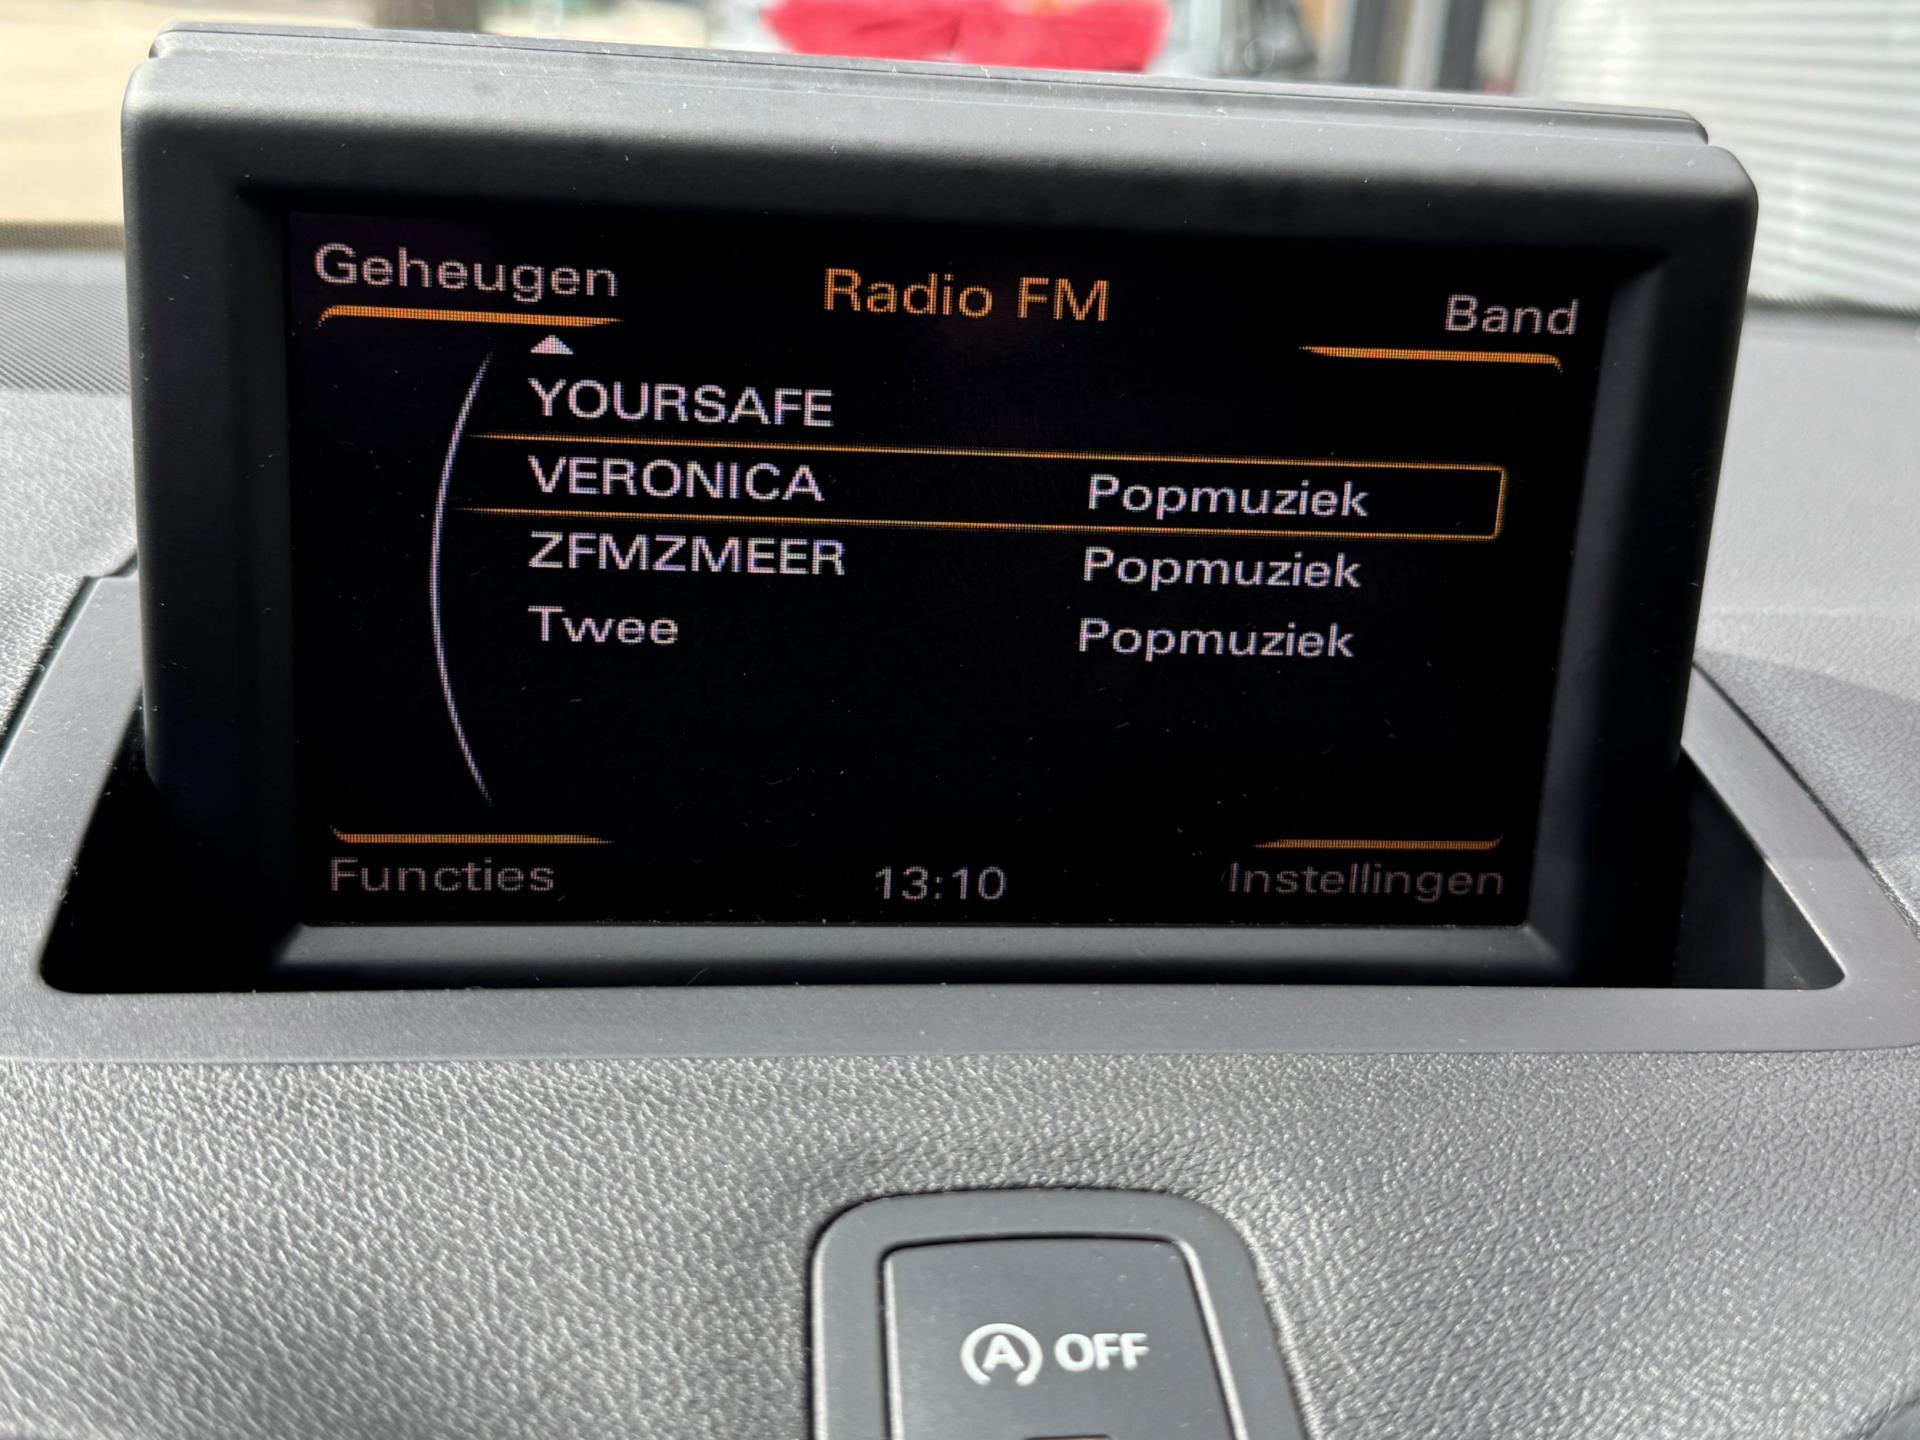 Geheugen
Radio FM
Band
YOURSAFE
VERONICA Popmuziek
ZFMZMEER Popmuziek
Twee Popmuziek
Functies
13:10
Instellingen
A OFF